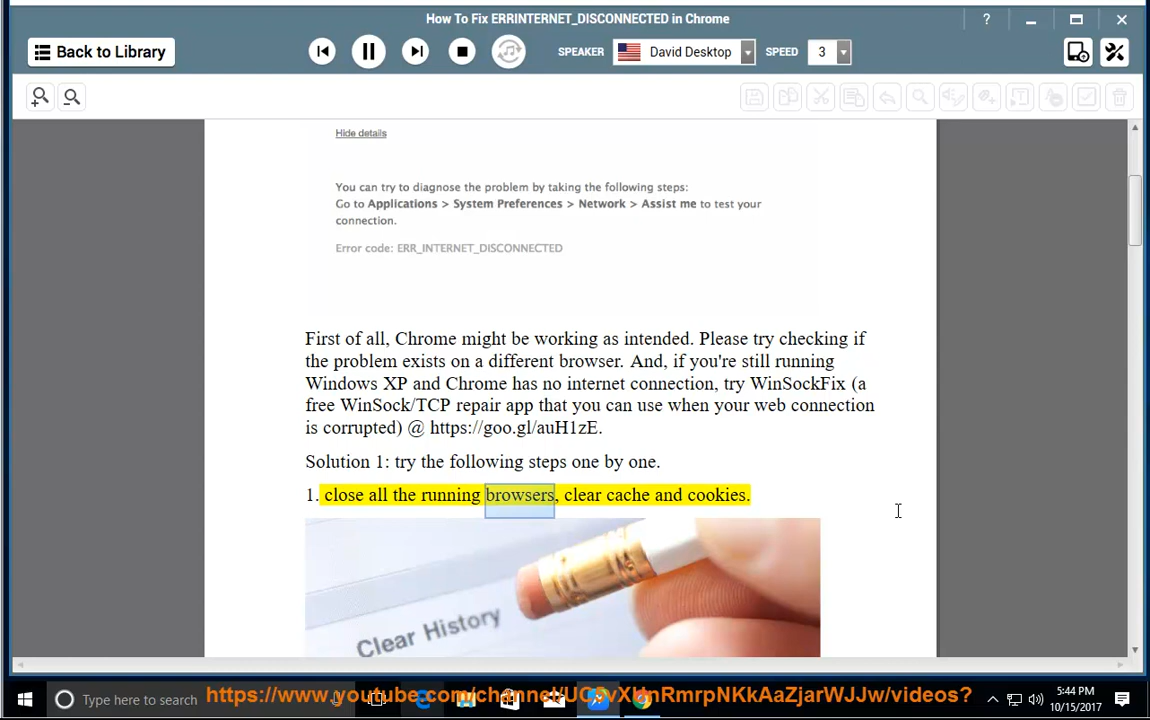 How To Fix ERRINTERNET_DISCONNECTED in Chrome
?
Back to Library
SPEAKER David Desktop SPEED 3
Hide details
You can try to diagnose the problem by taking the following steps:
Go to Applications > System Preferences > Network > Assist me to test your
connection.
Error code: ERR_INTERNET_DISCONNECTED
First of all, Chrome might be working as intended. Please try checking if
the problem exists on a different browser. And, if you're still running
Windows XP and Chrome has no internet connection, try WinSockFix (a
free WinSock/TCP repair app that you can use when your web connection
is corrupted) @ https://goo.gl/auH1zE.
Solution 1: try the following steps one by one.
1. close all the running browsers, clear cache and cookies.
Clear History
Type here to search
5:44 PM
10/15/2017